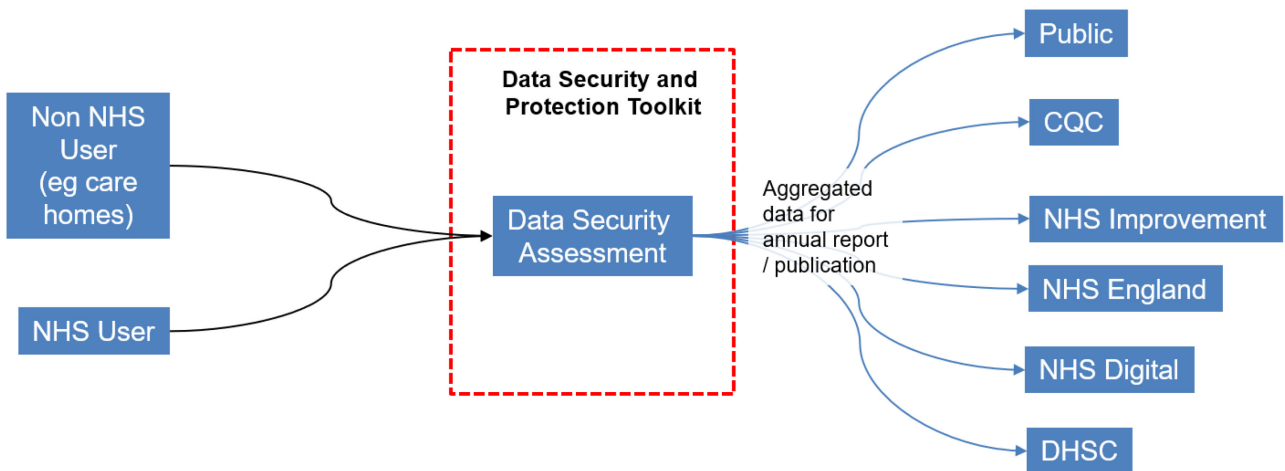 Non NHS
User
(eg care
homes)
NHS User
Data Security and
Protection Toolkit
Data Security
Assessment
Aggregated
data for
annual report
/ publication
Public
CQC
NHS Improvement
NHS England
NHS Digital
DHSC